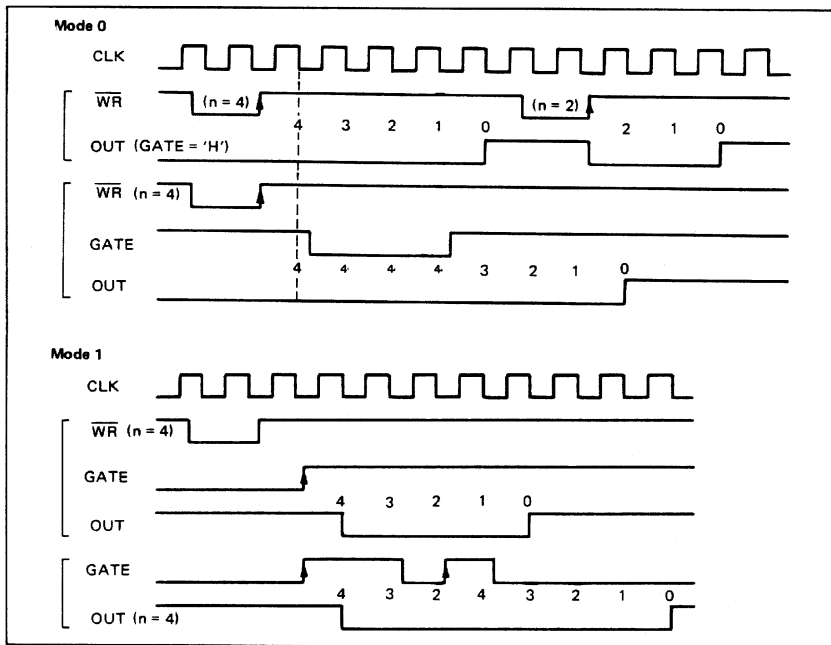 Mode 0
CLK
WR (n = 4) (n = 2)
4 3 2 1 0 2 1 0
OUT (GATE = 'H')
WR (n = 4)
GATE
4 4 4 4 3 2 1 0
OUT
Mode 1
CLK
WR (n = 4)
GATE
4 3 2 1 0
OUT
GATE
4 3 2 4 3 2 1 0
OUT (n = 4)